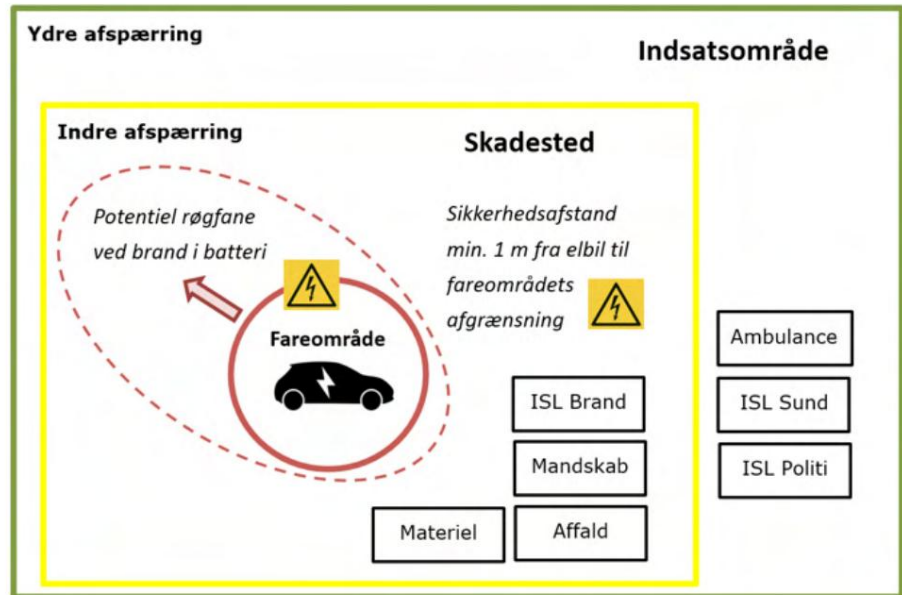 Ydre afspærring
Indsatsområde
Indre afspærring
Skadested
Potentiel røgfane
ved brand i batteri
Sikkerhedsafstand
min. 1 m fra elbil til
fareområdets
afgrænsning
Fareområde
Ambulance
ISL Brand
ISL Sund
Mandskab
ISL Politi
Materiel
Affald